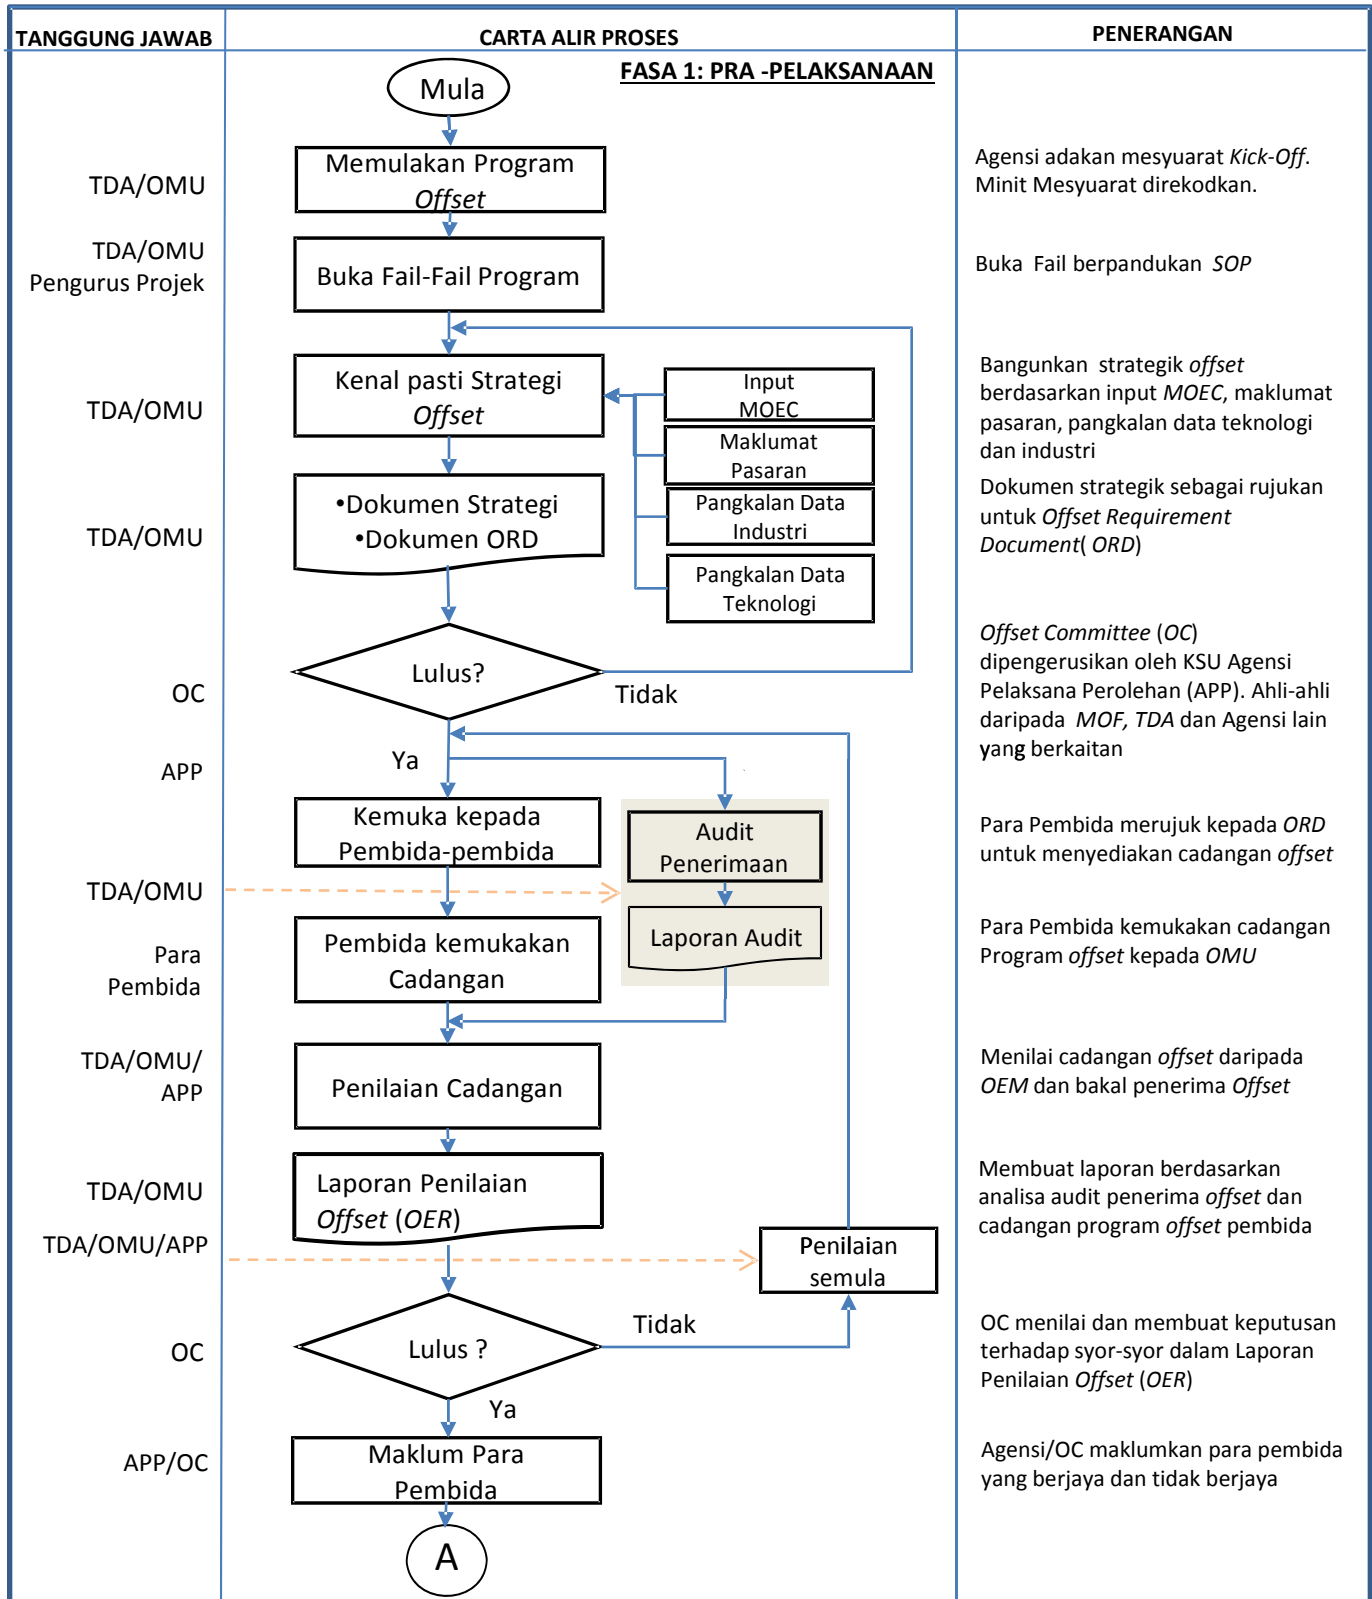 TANGGUNG JAWAB
CARTA ALIR PROSES
PENERANGAN
FASA 1: PRA -PELAKSANAAN
Mula
TDA/OMU
Memulakan Program
Offset
Agensi adakan mesyuarat Kick-Off.
Minit Mesyuarat direkodkan.
TDA/OMU
Pengurus Projek
Buka Fail-Fail Program
Buka Fail berpandukan SOP
TDA/OMU
Kenal pasti Strategi
Offset
Input
MOEC
Maklumat
Pasaran
Pangkalan Data
Industri
Pangkalan Data
Teknologi
Bangunkan strategik offset
berdasarkan input MOEC, maklumat
pasaran, pangkalan data teknologi
dan industri
TDA/OMU
•Dokumen Strategi
•Dokumen ORD
Dokumen strategik sebagai rujukan
untuk Offset Requirement
Document( ORD)
OC
Lulus?
Tidak
Offset Committee (OC)
dipengerusikan oleh KSU Agensi
Pelaksana Perolehan (APP). Ahli-ahli
daripada MOF, TDA dan Agensi lain
yang berkaitan
Ya
APP
Kemuka kepada
Pembida-pembida
Audit
Penerimaan
Para Pembida merujuk kepada ORD
untuk menyediakan cadangan offset
TDA/OMU
Laporan Audit
Para
Pembida
Pembida kemukakan
Cadangan
Para Pembida kemukakan cadangan
Program offset kepada OMU
TDA/OMU/
APP
Penilaian Cadangan
Menilai cadangan offset daripada
OEM dan bakal penerima Offset
TDA/OMU
Laporan Penilaian
Offset (OER)
Membuat laporan berdasarkan
analisa audit penerima offset dan
cadangan program offset pembida
TDA/OMU/APP
Penilaian
semula
OC
Lulus ?
Tidak
OC menilai dan membuat keputusan
terhadap syor-syor dalam Laporan
Penilaian Offset (OER)
Ya
APP/OC
Maklum Para
Pembida
Agensi/OC maklumkan para pembida
yang berjaya dan tidak berjaya
A